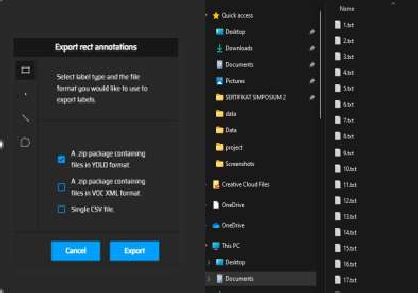 Export rect annotations
Select label type and the file
format you would like to use to
export labels.
A .zip package containing
files in YOLO format.
A .zip package containing
files in VOC XML format.
Single CSV file.
Cancel
Export
Quick access
Desktop
Downloads
Documents
Pictures
SERTIFIKAT SIMPOSIUM 2
data
Data
project
Screenshots
Creative Cloud Files
OneDrive
OneDrive
This PC
Desktop
Documents
Name
1.txt
2.txt
3.txt
4.txt
5.txt
6.txt
7.txt
8.txt
9.txt
10.txt
11.txt
12.txt
13.txt
14.txt
15.txt
16.txt
17.txt